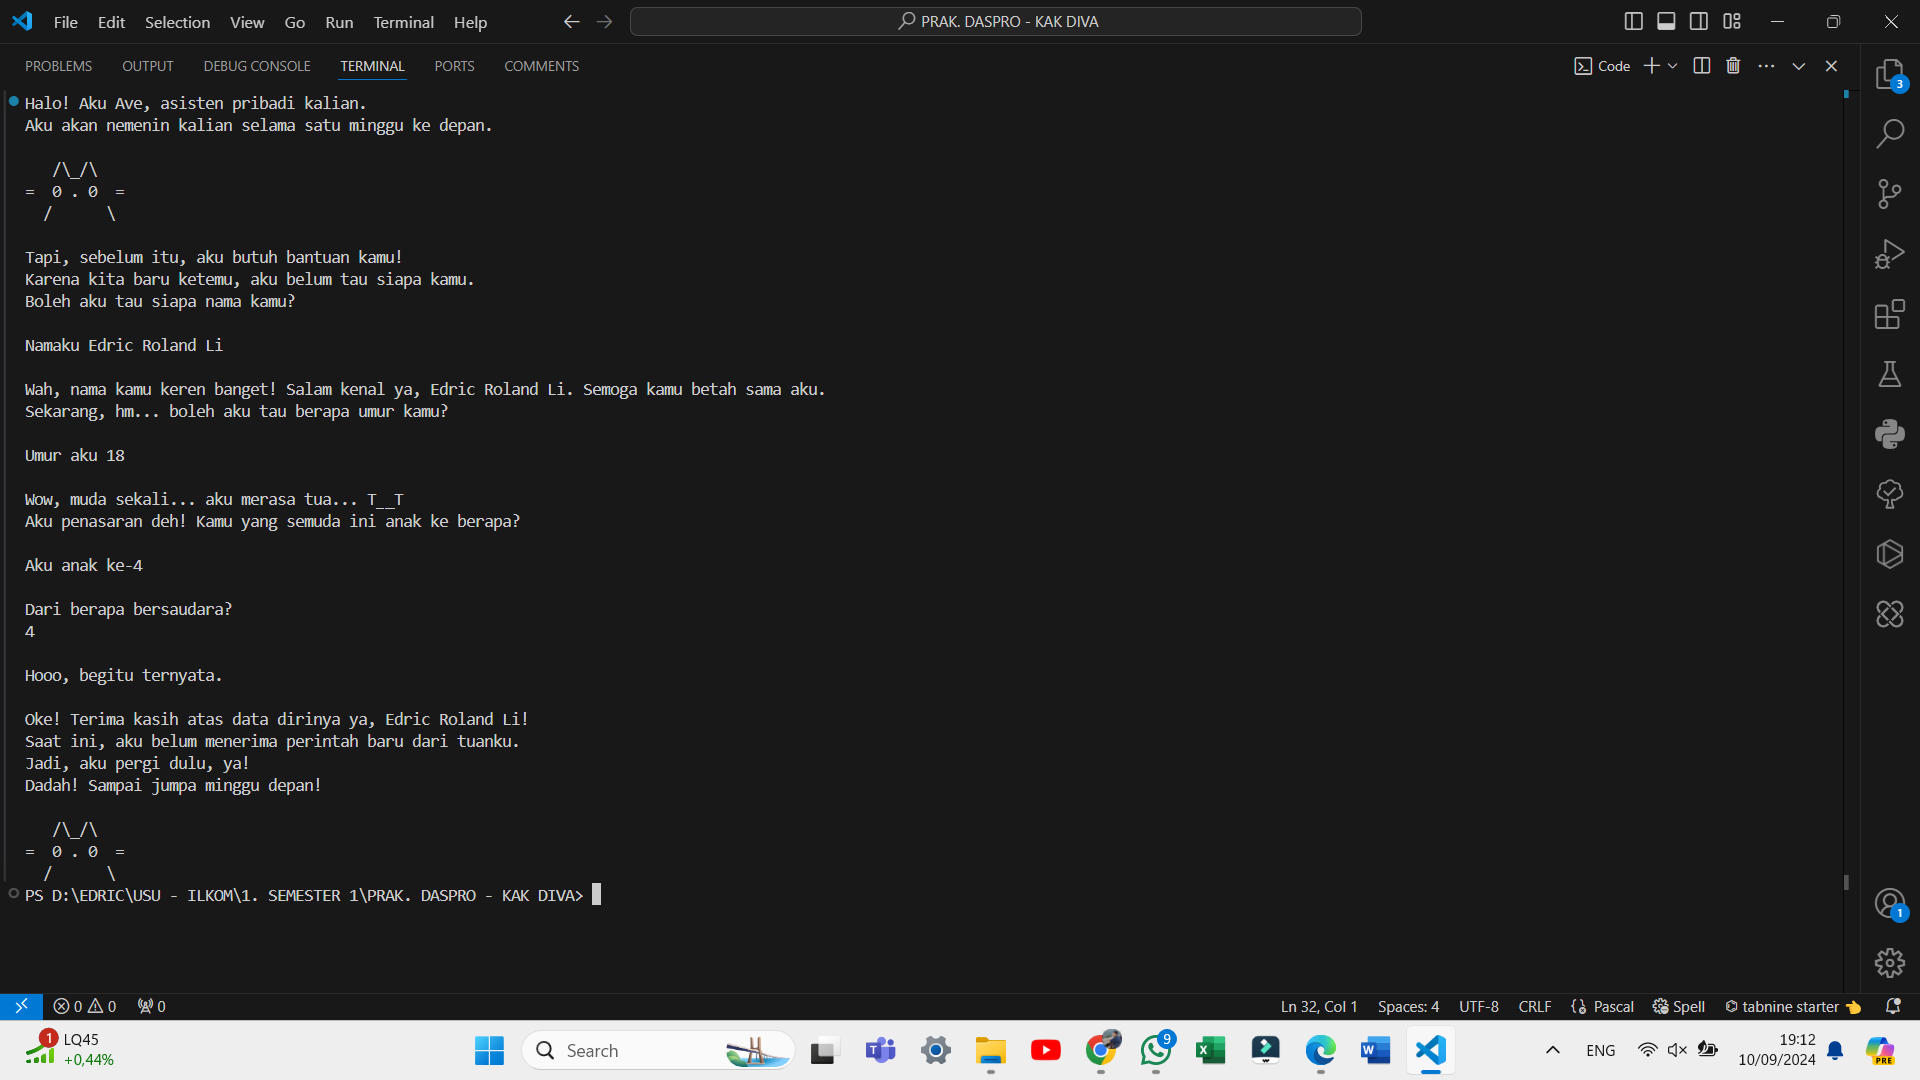 File Edit Selection View Go Run Terminal Help
PRAK. DASPRO - KAK DIVA
PROBLEMS OUTPUT DEBUG CONSOLE TERMINAL PORTS COMMENTS
Code
3
Halo! Aku Ave, asisten pribadi kalian.
Aku akan nemenin kalian selama satu minggu ke depan.
/\_/\
= 0 . 0 =
/ \
Tapi, sebelum itu, aku butuh bantuan kamu!
Karena kita baru ketemu, aku belum tau siapa kamu.
Boleh aku tau siapa nama kamu?
Namaku Edric Roland Li
Wah, nama kamu keren banget! Salam kenal ya, Edric Roland Li. Semoga kamu betah sama aku.
Sekarang, hm... boleh aku tau berapa umur kamu?
Umur aku 18
Wow, muda sekali... aku merasa tua... T__T
Aku penasaran deh! Kamu yang semuda ini anak ke berapa?
Aku anak ke-4
Dari berapa bersaudara?
4
Hooo, begitu ternyata.
Oke! Terima kasih atas data dirinya ya, Edric Roland Li!
Saat ini, aku belum menerima perintah baru dari tuanku.
Jadi, aku pergi dulu, ya!
Dadah! Sampai jumpa minggu depan!
/\_/\
= 0 . 0 =
/ \
PS D:\EDRIC\USU - ILKOM\1. SEMESTER 1\PRAK. DASPRO - KAK DIVA>
1
0 0 0
Ln 32, Col 1 Spaces: 4 UTF-8 CRLF {} Pascal Spell tabnine starter
1 LQ45
+0,44%
Search
9
ENG
19:12
10/09/2024
PRE